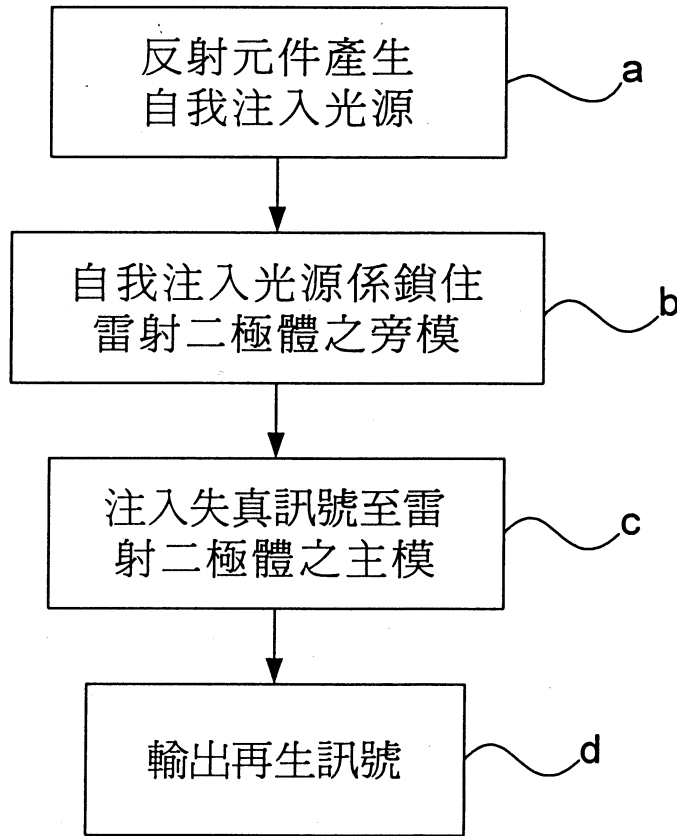 反射元件產生
自我注入光源
a
自我注入光源係鎖住
雷射二極體之旁模
b
注入失真訊號至雷
射二極體之主模
c
輸出再生訊號
d